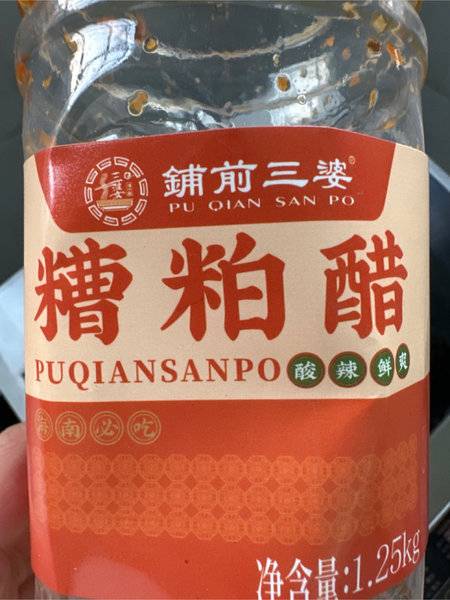 鋪前三婆
PU QIAN SAN PO
糟粕醋
PUQIANSANPO 酸辣鲜爽
海南必吃
净含量:1.25kg